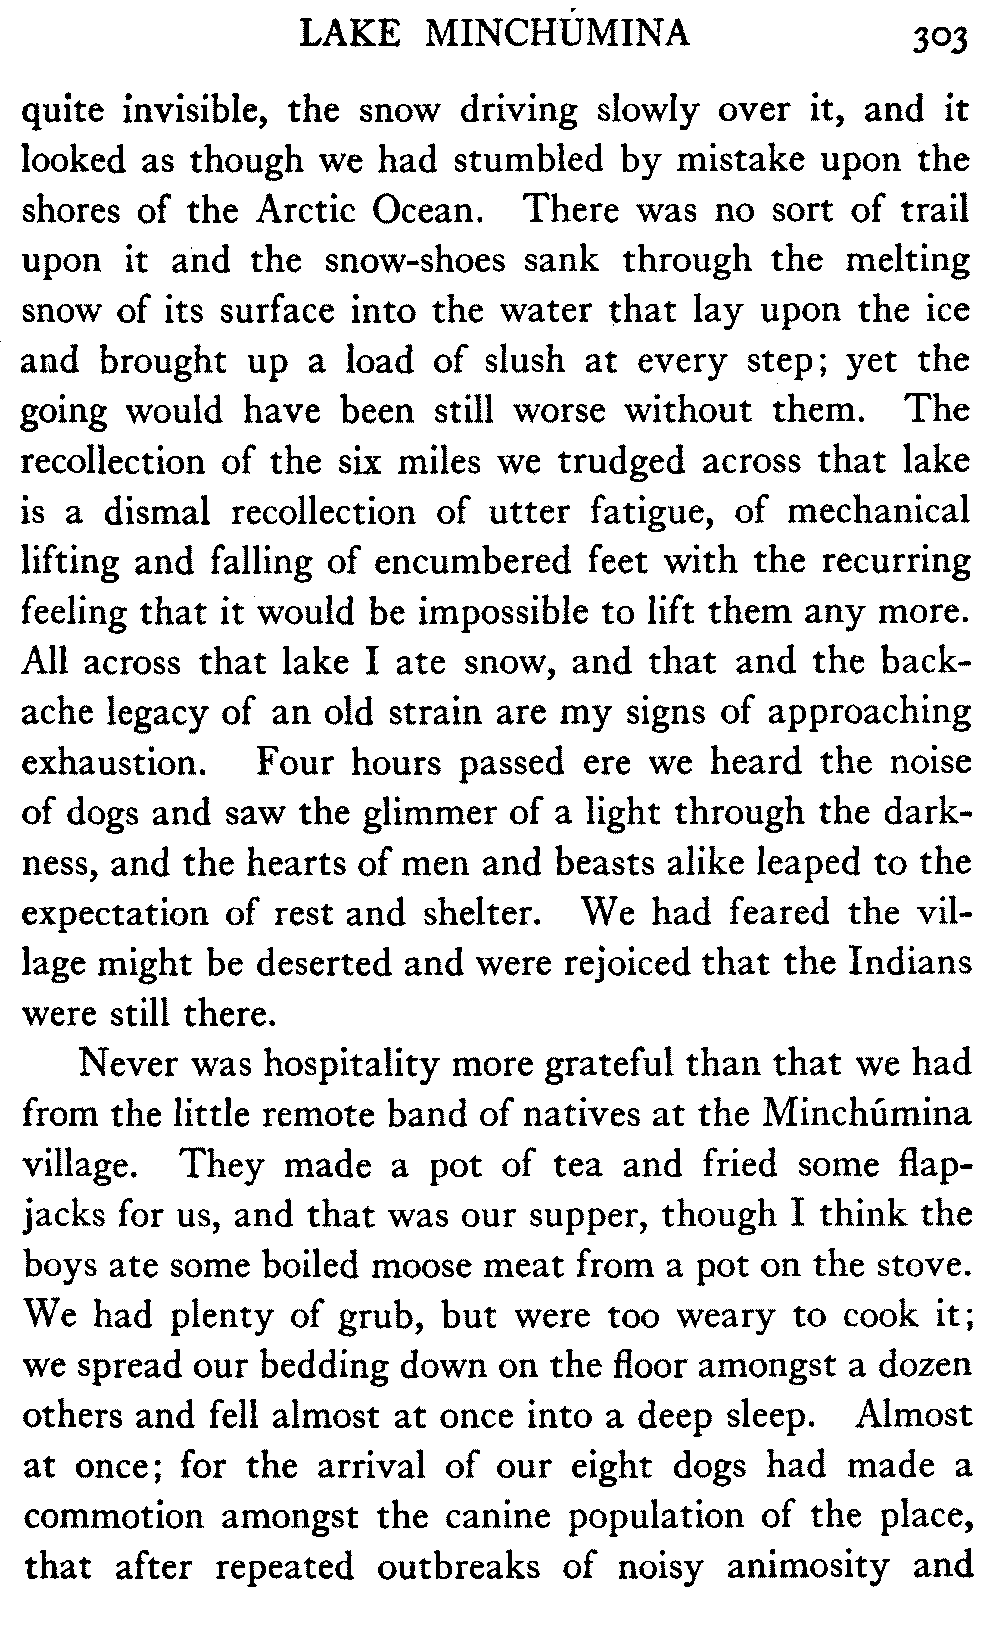 LAKE MINCHÚMINA 303
quite invisible, the snow driving slowly over it, and it
looked as though we had stumbled by mistake upon the
shores of the Arctic Ocean. There was no sort of trail
upon it and the snow-shoes sank through the melting
snow of its surface into the water that lay upon the ice
and brought up a load of slush at every step; yet the
going would have been still worse without them. The
recollection of the six miles we trudged across that lake
is a dismal recollection of utter fatigue, of mechanical
lifting and falling of encumbered feet with the recurring
feeling that it would be impossible to lift them any more.
All across that lake I ate snow, and that and the back-
ache legacy of an old strain are my signs of approaching
exhaustion. Four hours passed ere we heard the noise
of dogs and saw the glimmer of a light through the dark-
ness, and the hearts of men and beasts alike leaped to the
expectation of rest and shelter. We had feared the vil-
lage might be deserted and were rejoiced that the Indians
were still there.
Never was hospitality more grateful than that we had
from the little remote band of natives at the Minchúmina
village. They made a pot of tea and fried some flap-
jacks for us, and that was our supper, though I think the
boys ate some boiled moose meat from a pot on the stove.
We had plenty of grub, but were too weary to cook it;
we spread our bedding down on the floor amongst a dozen
others and fell almost at once into a deep sleep. Almost
at once; for the arrival of our eight dogs had made a
commotion amongst the canine population of the place,
that after repeated outbreaks of noisy animosity and